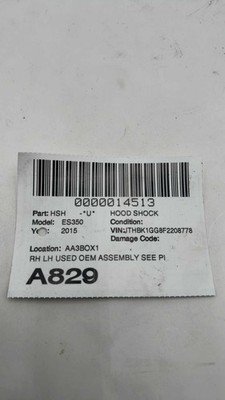 0000014513
Part: HSH -*U* HOOD SHOCK
Model: ES350 Condition:
Year: 2015 VIN: JTHBK1GG8F2208778
Damage Code:
Location: AA3BOX1
RH LH USED OEM ASSEMBLY SEE PI
A829